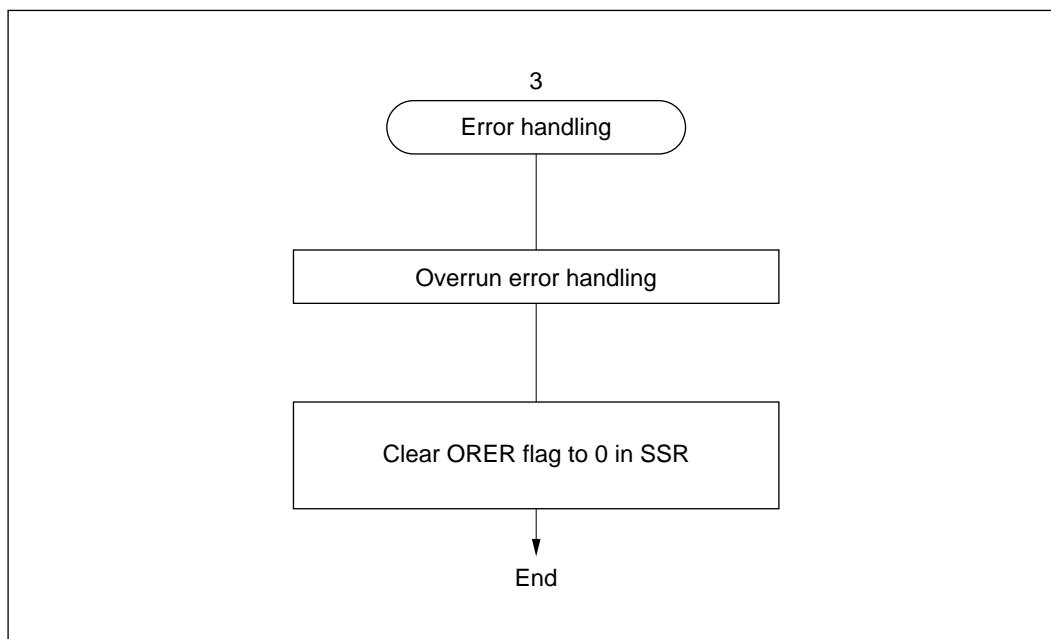 3
Error handling
Overrun error handling
Clear ORER flag to 0 in SSR
End